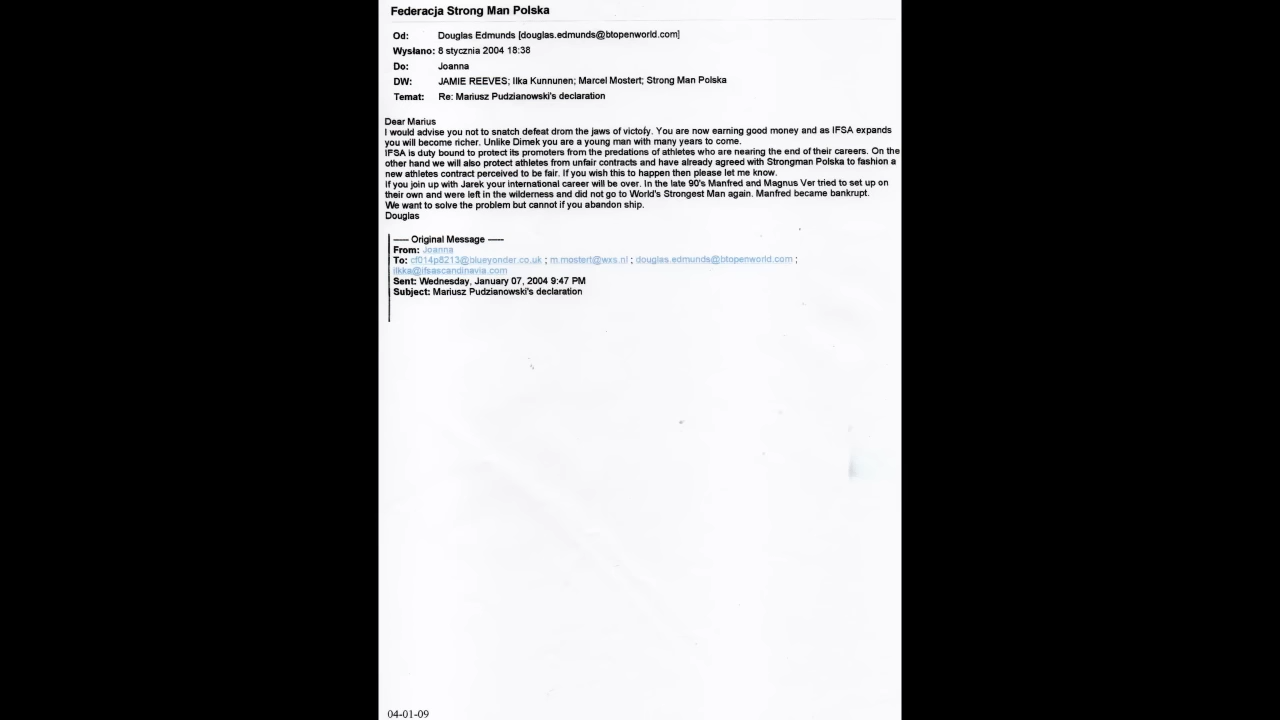 Federacja Strong Man Polska
Od: Douglas Edmunds [douglas.edmunds@btopenworld.com]
Wysłano: 8 stycznia 2004 18:38
Do: Joanna
DW: JAMIE REEVES; Ilka Kunnunen; Marcel Mostert; Strong Man Polska
Temat: Re: Mariusz Pudzianowski's declaration
Dear Marius
I would advise you not to snatch defeat drom the jaws of victory. You are now earning good money and as IFSA expands
you will become richer. Unlike Dimek you are a young man with many years to come.
IFSA is duty bound to protect its promoters from the predations of athletes who are nearing the end of their careers. On the
other hand we will also protect athletes from unfair contracts and have already agreed with Strongman Polska to fashion a
new athletes contract perceived to be fair. If you wish this to happen then please let me know.
If you join up with Jarek your international career will be over. In the late 90's Manfred and Magnus Ver tried to set up on
their own and were left in the wilderness and did not go to World's Strongest Man again. Manfred became bankrupt.
We want to solve the problem but cannot if you abandon ship.
Douglas
----- Original Message -----
From: Joanna
To: cf014p8213@blueyonder.co.uk ; m.mostert@wxs.nl ; douglas.edmunds@btopenworld.com ;
ilkka@ifsascandinavia.com
Sent: Wednesday, January 07, 2004 9:47 PM
Subject: Mariusz Pudzianowski's declaration
04-01-09